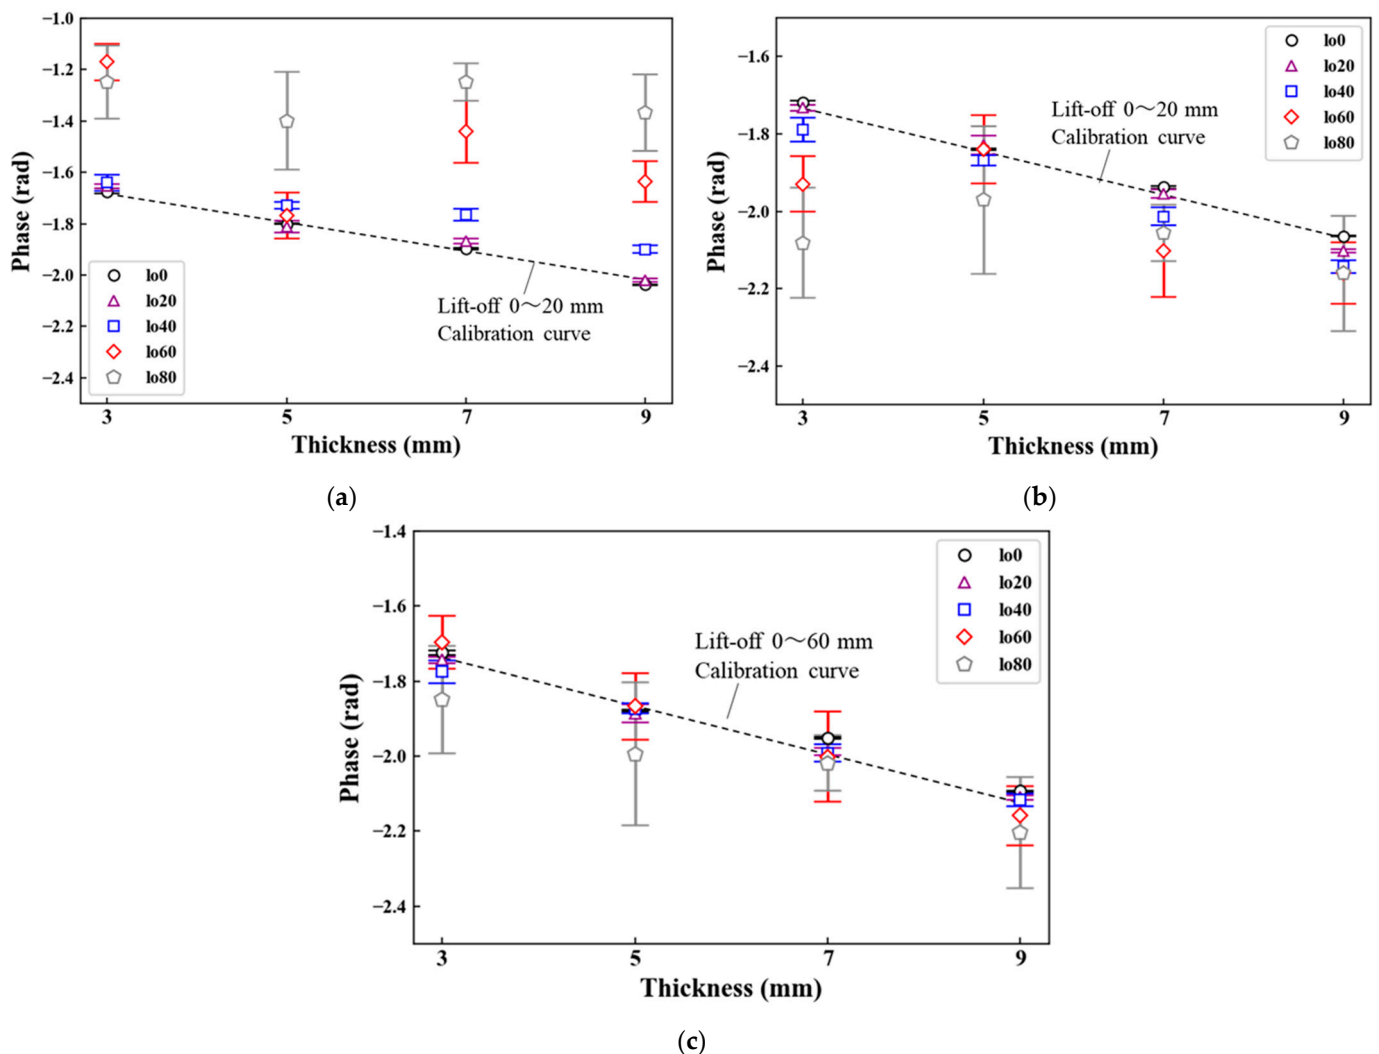 −1.0
−1.2
−1.4
−1.6
−1.8
−2.0
−2.2
−2.4
Phase (rad)
lo0
lo20
lo40
lo60
lo80
Lift-off 0～20 mm
Calibration curve
3 5 7 9
Thickness (mm)
(a)
−1.6
−1.8
−2.0
−2.2
−2.4
Phase (rad)
lo0
lo20
lo40
lo60
lo80
Lift-off 0～20 mm
Calibration curve
3 5 7 9
Thickness (mm)
(b)
−1.4
−1.6
−1.8
−2.0
−2.2
−2.4
Phase (rad)
lo0
lo20
lo40
lo60
lo80
Lift-off 0～60 mm
Calibration curve
3 5 7 9
Thickness (mm)
(c)